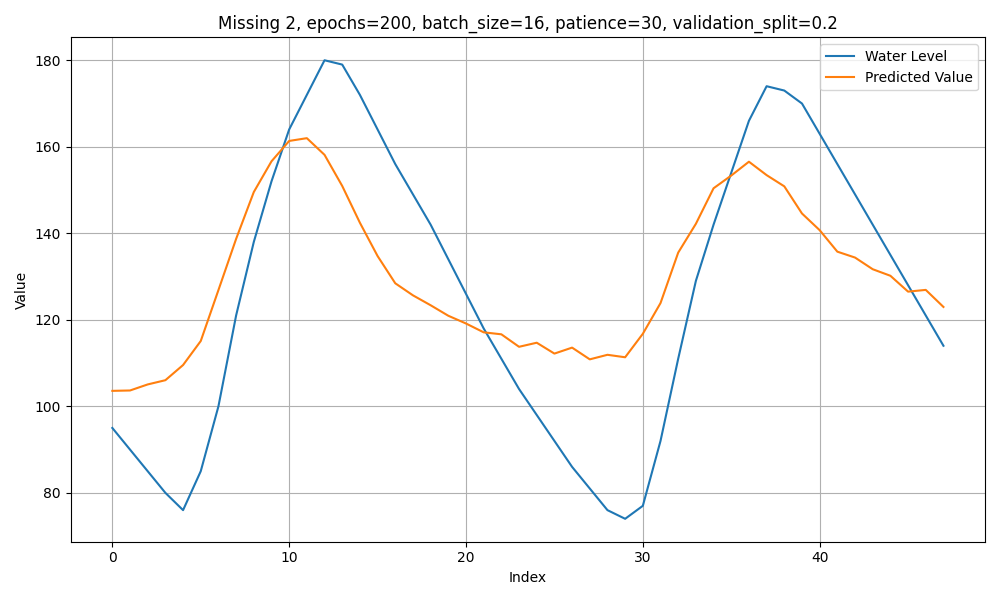 Missing 2, epochs=200, batch_size=16, patience=30, validation_split=0.2
Water Level
Predicted Value
180
160
140
120
100
80
Value
0 10 20 30 40
Index